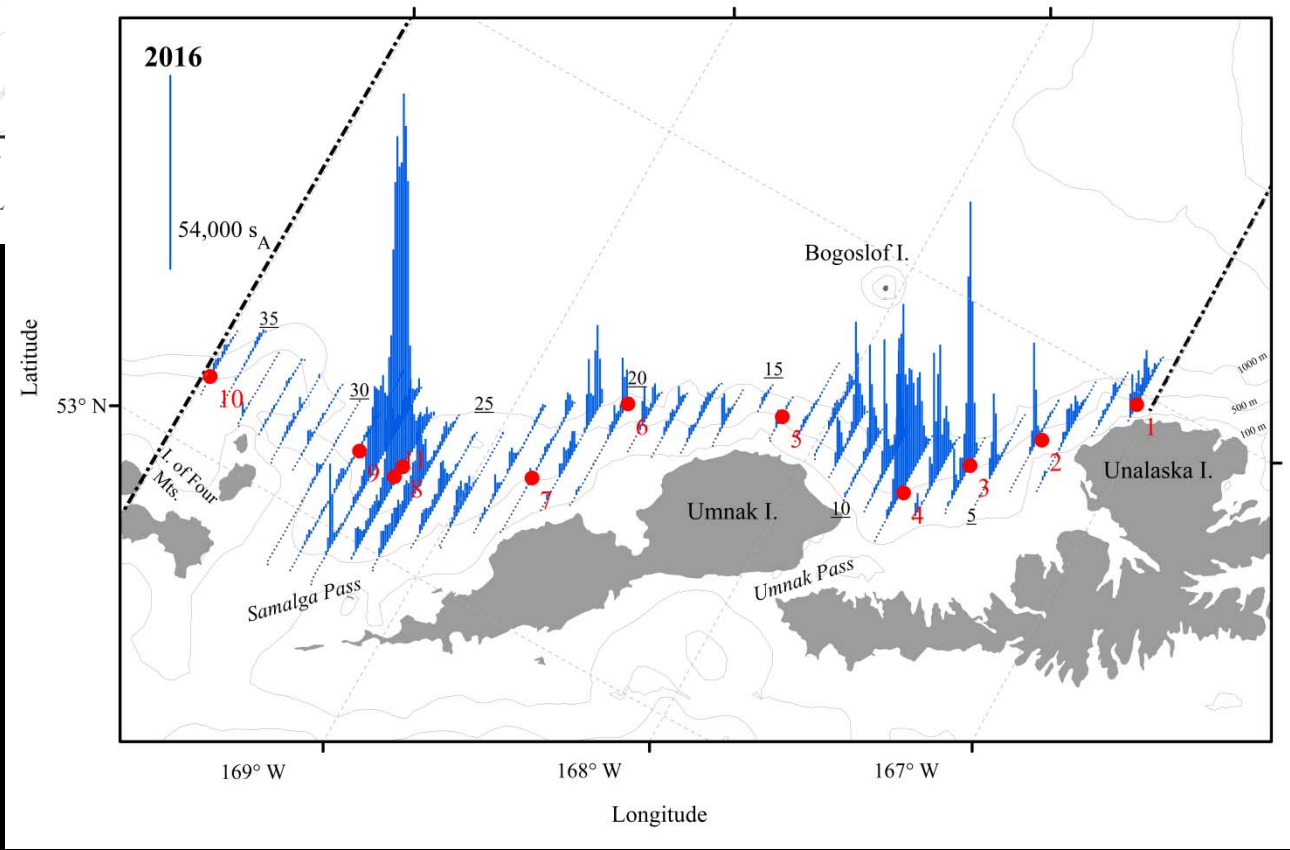 2016
54,000 sA
Bogoslof I.
Latitude
35
1000 m
500 m
100 m
53° N
10
30
25
20
15
9
11
8
7
6
5
4
3
2
1
10
5
I. of Four
Mts.
Umnak I.
Unalaska I.
Samalga Pass
Umnak Pass
169° W
168° W
167° W
Longitude